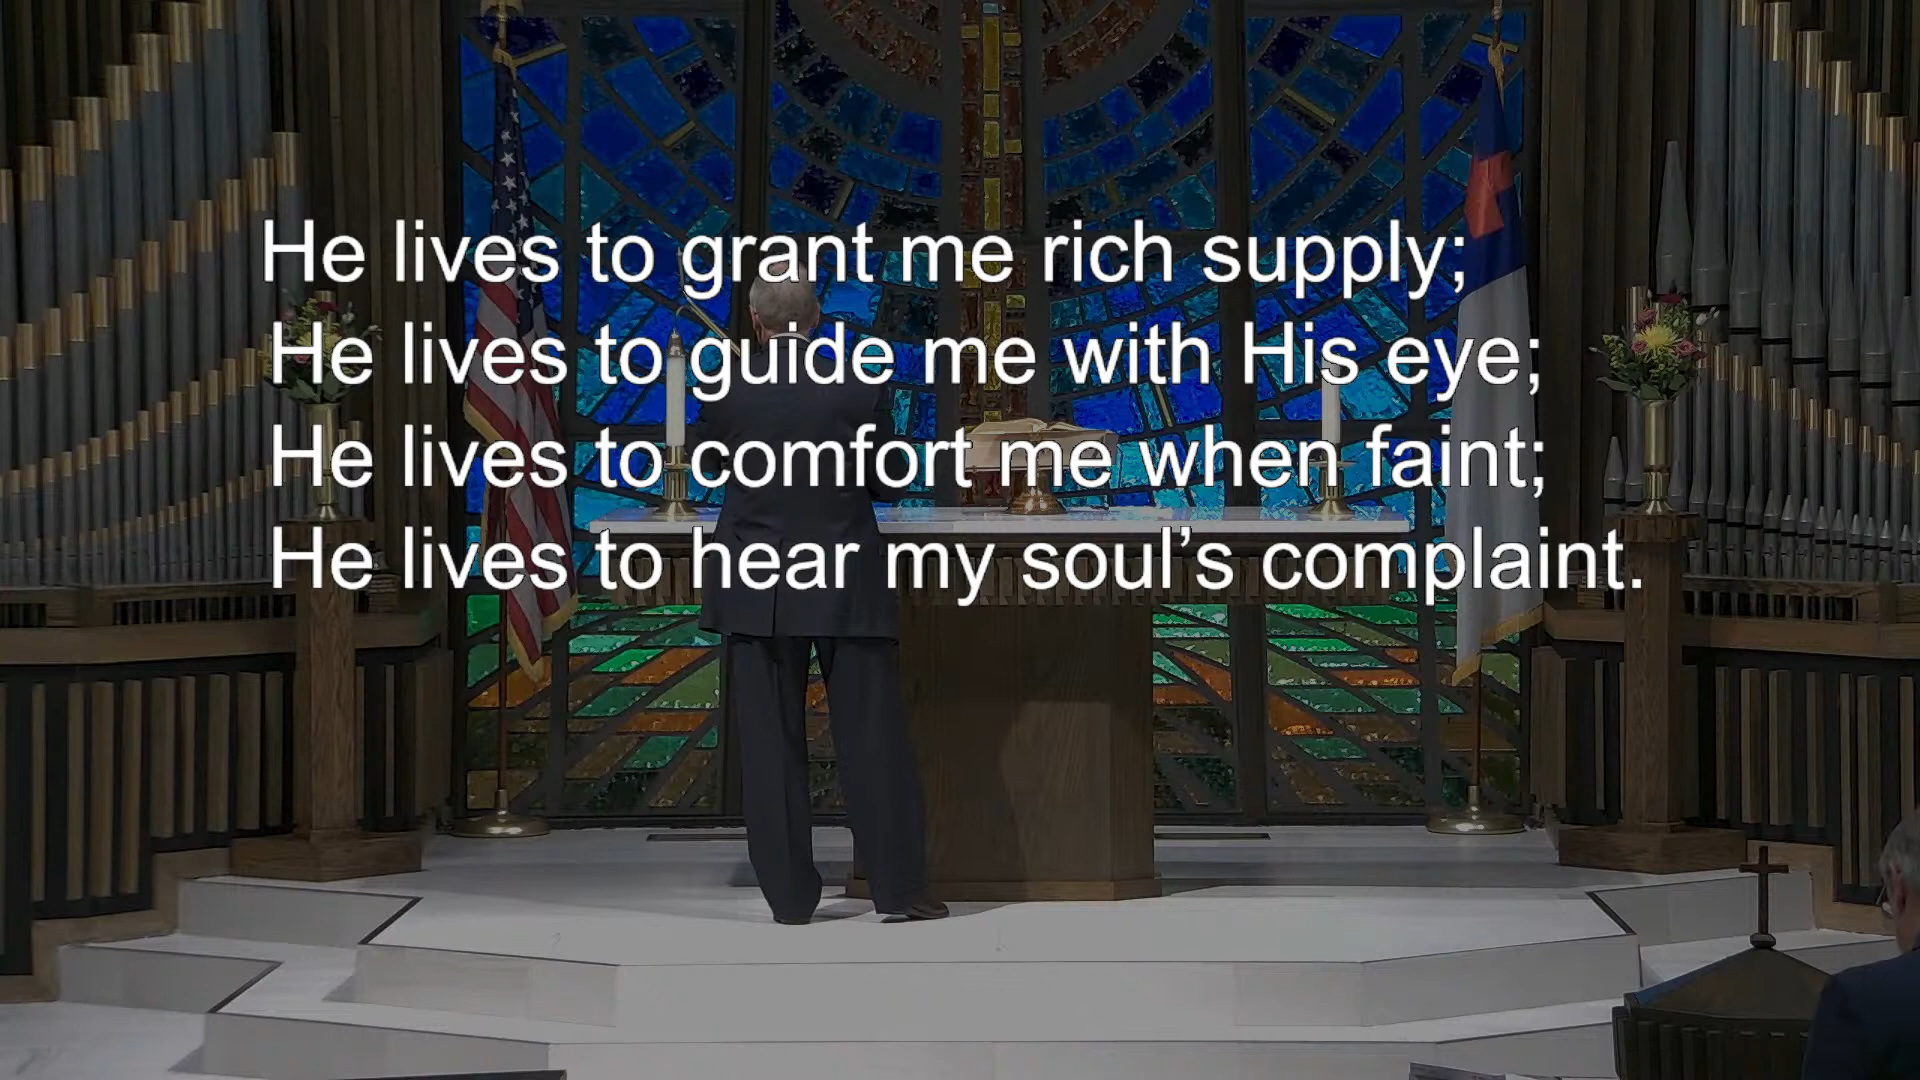 He lives to grant me rich supply;
He lives to guide me with His eye;
He lives to comfort me when faint;
He lives to hear my soul’s complaint.